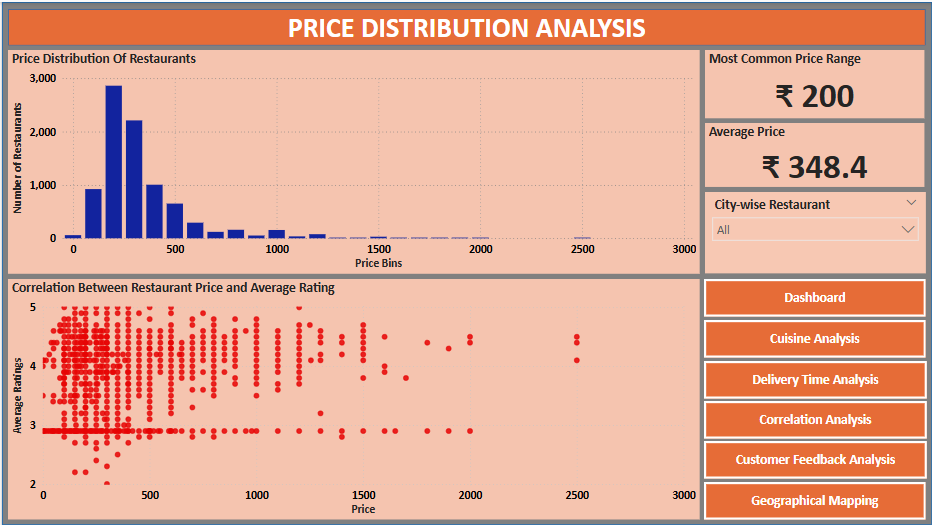 PRICE DISTRIBUTION ANALYSIS
Price Distribution Of Restaurants
Number of Restaurants
3,000
2,000
1,000
0
0 500 1000 1500 2000 2500 3000
Price Bins
Most Common Price Range
₹ 200
Average Price
₹ 348.4
City-wise Restaurant
All
Correlation Between Restaurant Price and Average Rating
Average Ratings
5
4
3
2
0 500 1000 1500 2000 2500 3000
Price
Dashboard
Cuisine Analysis
Delivery Time Analysis
Correlation Analysis
Customer Feedback Analysis
Geographical Mapping